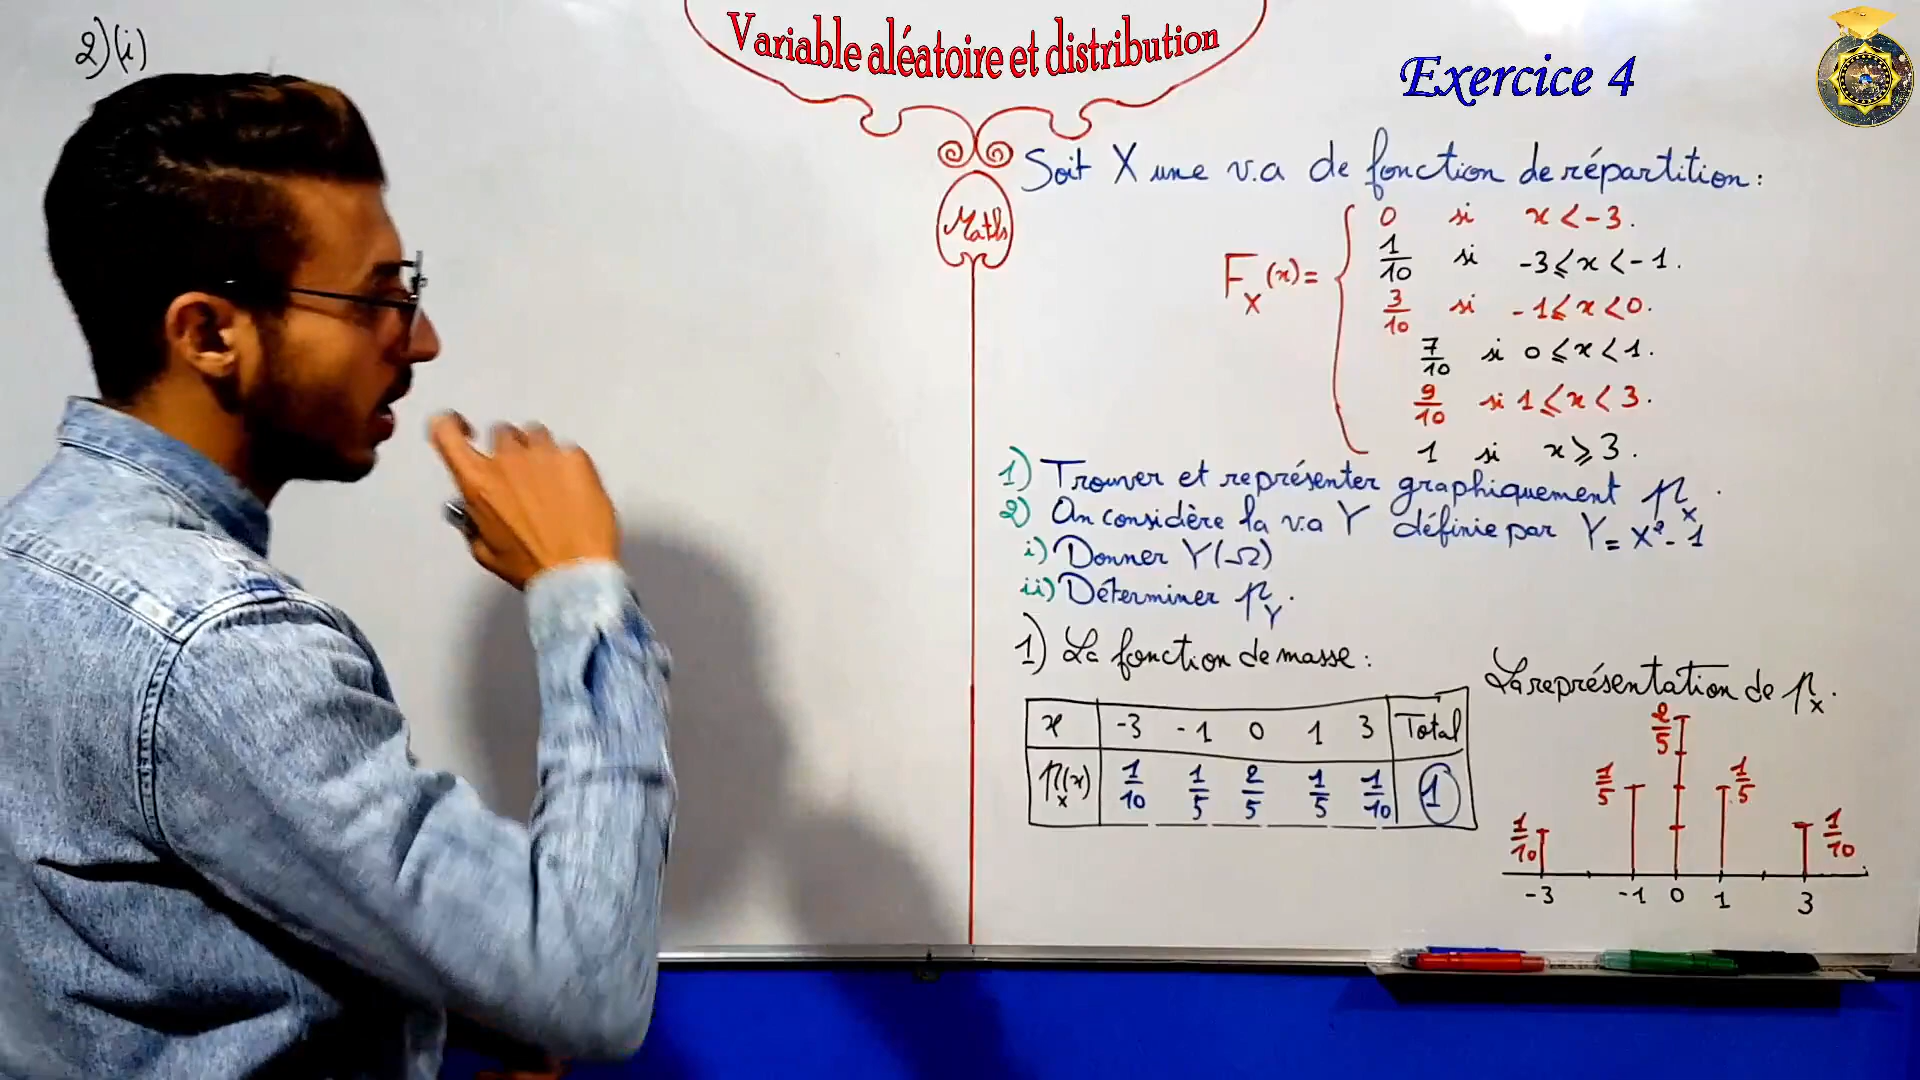 2)(i)
Variable aléatoire et distribution
Exercice 4
Maths
Soit X une v.a de fonction de répartition :
F_X(x) =
0 si x < -3.
1/10 si -3 ⩽ x < -1.
3/10 si -1 ⩽ x < 0.
7/10 si 0 ⩽ x < 1.
9/10 si 1 ⩽ x < 3.
1 si x ⩾ 3.
1) Trouver et représenter graphiquement p_X.
2) On considère la v.a Y définie par Y = X² - 1
i) Donner Y(Ω)
ii) Déterminer p_Y.
1) La fonction de masse :
x -3 -1 0 1 3 Total
p_X(x) 1/10 1/5 2/5 1/5 1/10 1
La représentation de p_X.
2/5
1/5 1/5
1/10 1/10
-3 -1 0 1 3